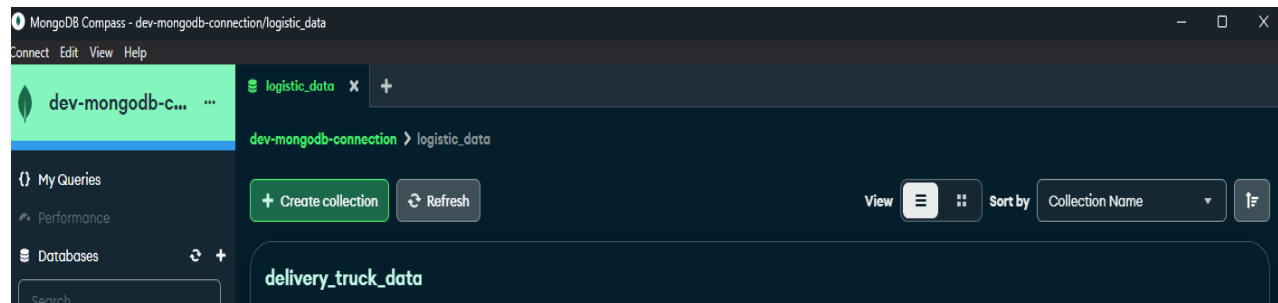 MongoDB Compass - dev-mongodb-connection/logistic_data
Connect Edit View Help
dev-mongodb-c... ...
logistic_data
dev-mongodb-connection > logistic_data
{} My Queries
Create collection
Refresh
View
Sort by
Collection Name
Performance
Databases
delivery_truck_data
Search